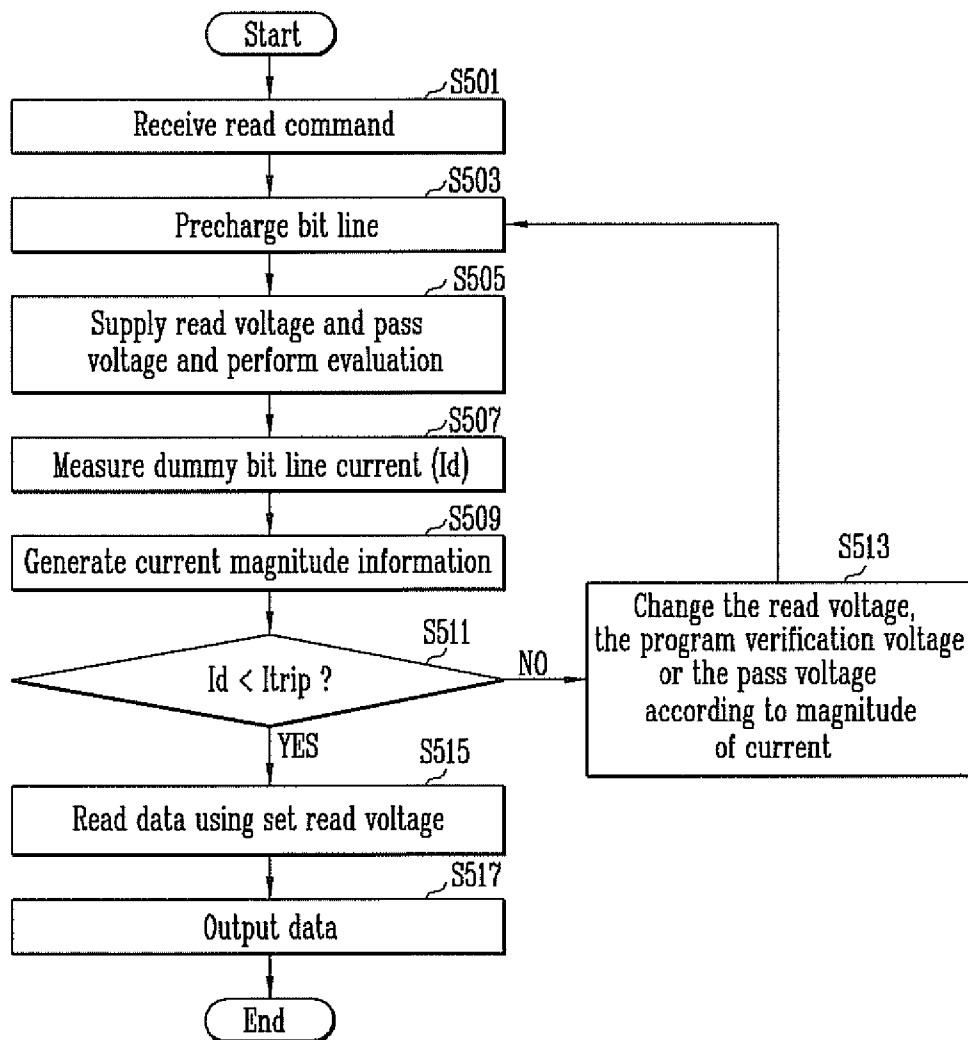 Start
S501
Receive read command
S503
Precharge bit line
S505
Supply read voltage and pass
voltage and perform evaluation
S507
Measure dummy bit line current (Id)
S509
Generate current magnitude information
S511
Id < Itrip ?
NO
S513
Change the read voltage,
the program verification voltage
or the pass voltage
according to magnitude
of current
YES
S515
Read data using set read voltage
S517
Output data
End